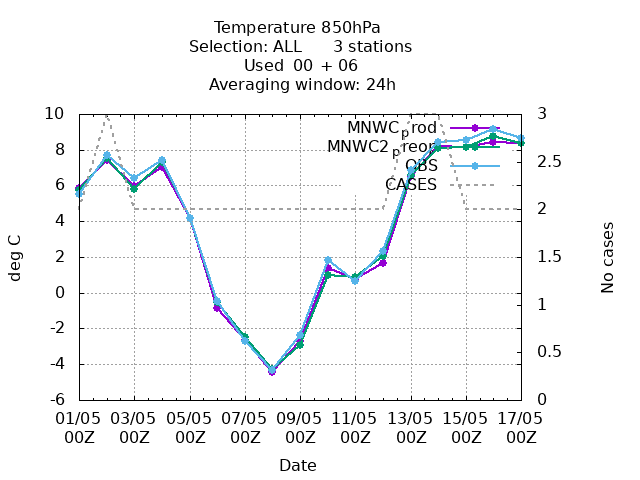 Temperature 850hPa
Selection: ALL 3 stations
Used 00 + 06
Averaging window: 24h
10
8
6
4
2
0
-2
-4
-6
3
2.5
2
1.5
1
0.5
0
MNWC_prod
MNWC2_preop
OBS
CASES
deg C
No cases
01/05 03/05 05/05 07/05 09/05 11/05 13/05 15/05 17/05
00Z 00Z 00Z 00Z 00Z 00Z 00Z 00Z 00Z
Date